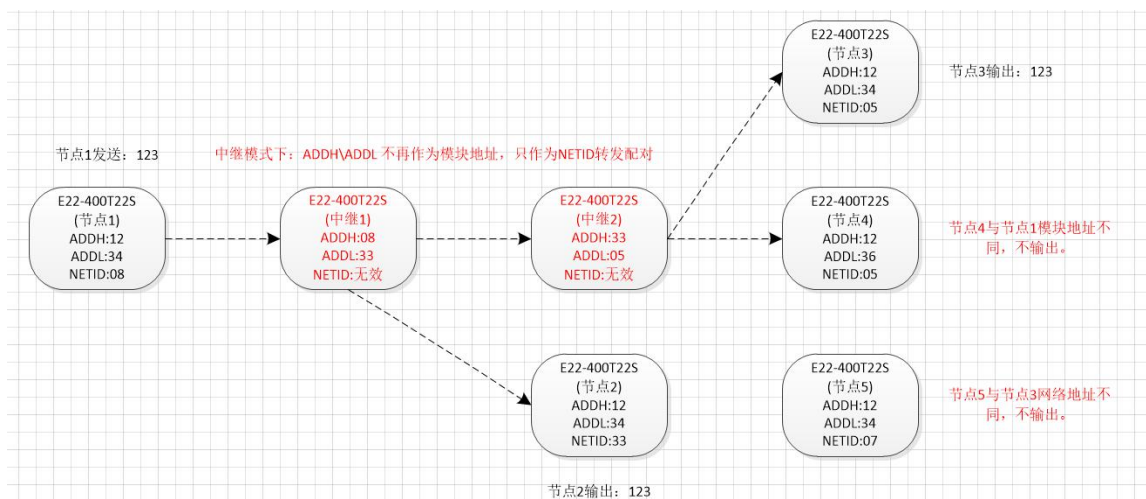 E22-400T22S
(节点3)
ADDH:12
ADDL:34
NETID:05
节点3输出：123
节点1发送：123
中继模式下：ADDH\ADDL 不再作为模块地址，只作为NETID转发配对
E22-400T22S
(节点1)
ADDH:12
ADDL:34
NETID:08
E22-400T22S
(中继1)
ADDH:08
ADDL:33
NETID:无效
E22-400T22S
(中继2)
ADDH:33
ADDL:05
NETID:无效
E22-400T22S
(节点4)
ADDH:12
ADDL:36
NETID:05
节点4与节点1模块地址不
同，不输出。
E22-400T22S
(节点2)
ADDH:12
ADDL:34
NETID:33
E22-400T22S
(节点5)
ADDH:12
ADDL:34
NETID:07
节点5与节点3网络地址不
同，不输出。
节点2输出：123